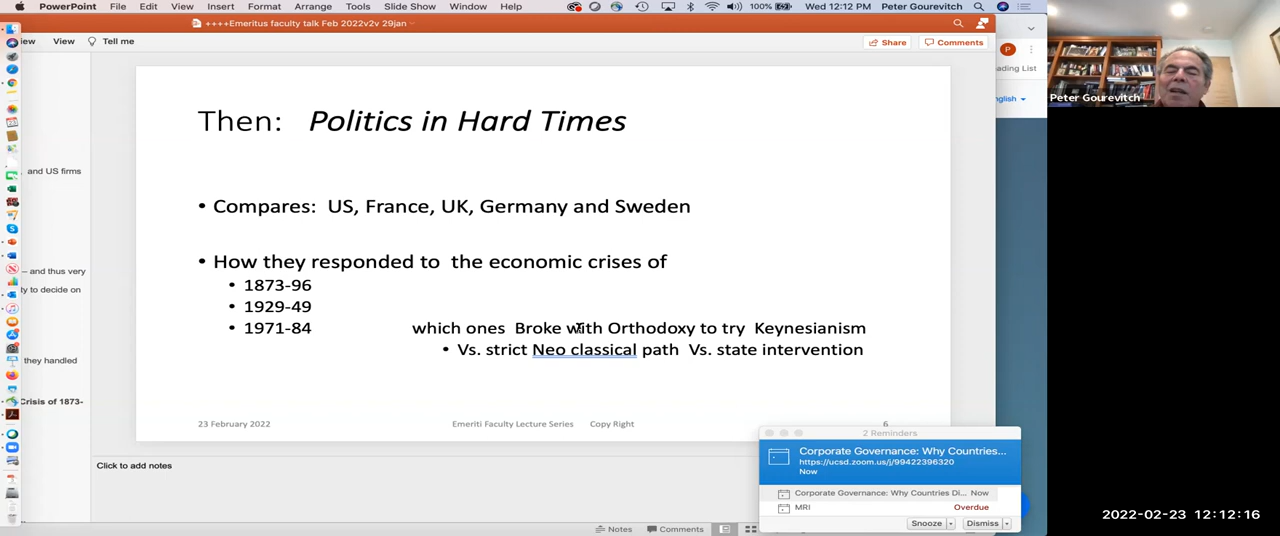 PowerPoint File Edit View Insert Format Arrange Tools Slide Show Window Help 100% Wed 12:12 PM Peter Gourevitch
++++Emeritus faculty talk Feb 2022v2v 29jan
iew View Tell me Share Comments
P
ading List
nglish
Peter Gourevitch
Then: Politics in Hard Times
, and US firms
• Compares: US, France, UK, Germany and Sweden
• How they responded to the economic crises of
— and thus very
• 1873-96
ty to decide on
• 1929-49
• 1971-84 which ones Broke with Orthodoxy to try Keynesianism
• Vs. strict Neo classical path Vs. state intervention
they handled
Crisis of 1873-
23 February 2022 Emeriti Faculty Lecture Series Copy Right 6
2 Reminders
Corporate Governance: Why Countries...
https://ucsd.zoom.us/j/99422396320
Now
Click to add notes
Corporate Governance: Why Countries Di... Now
MRI Overdue
Snooze Dismiss
Notes Comments
2022-02-23 12:12:16